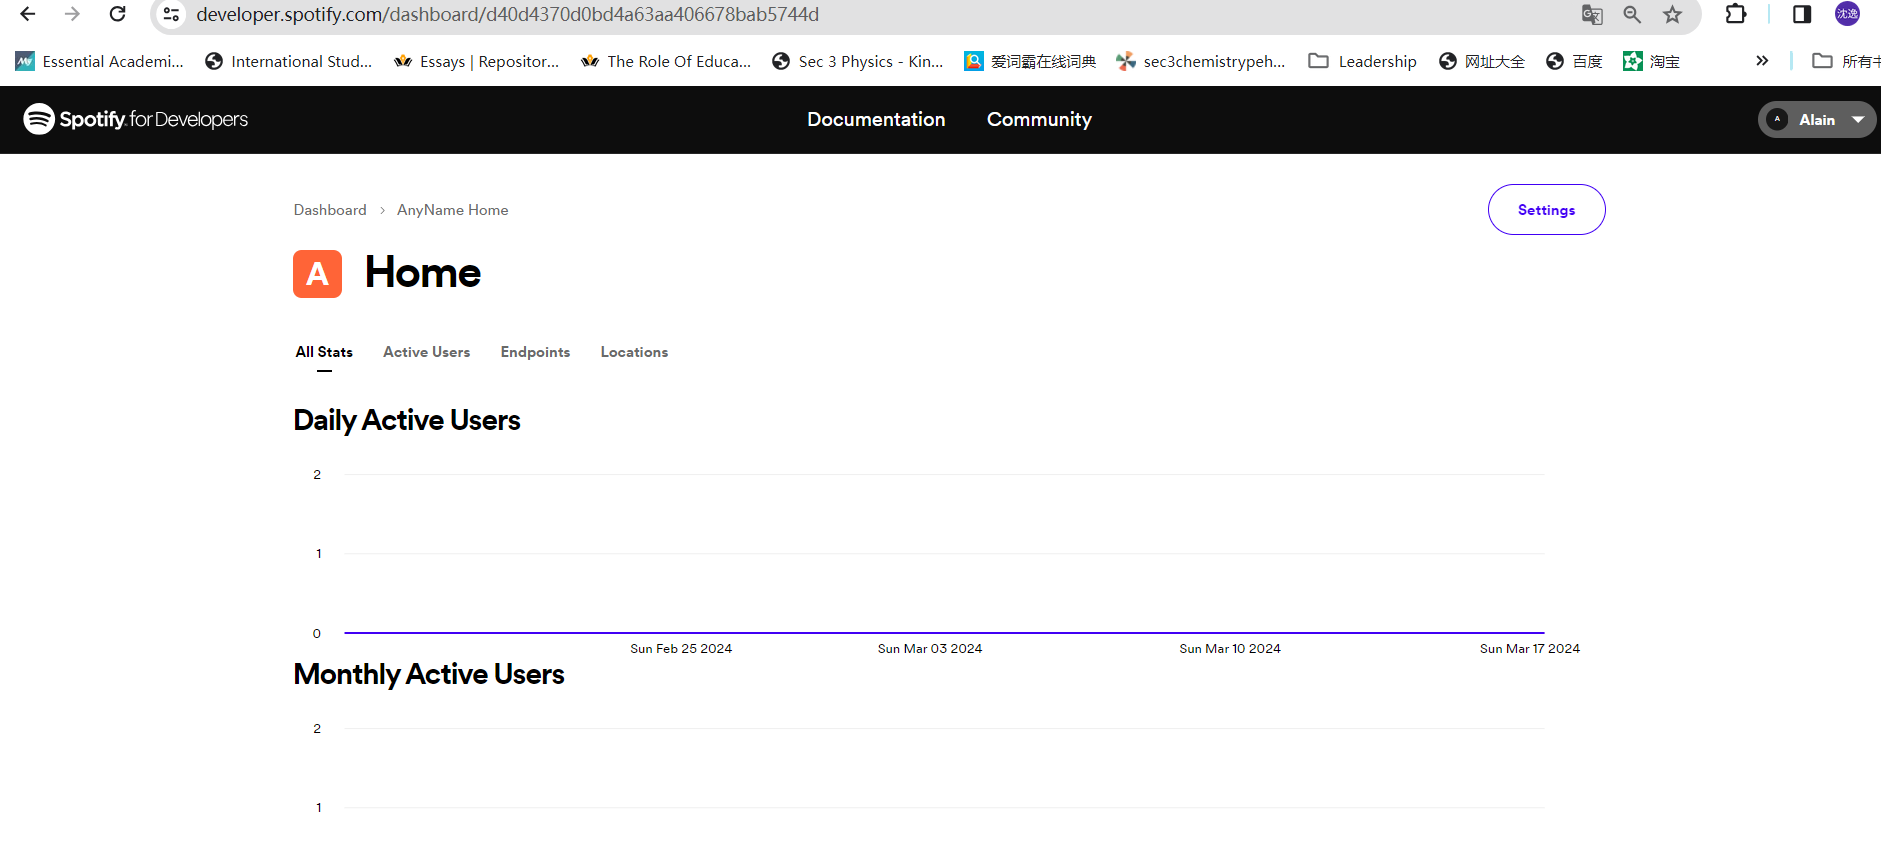 developer.spotify.com/dashboard/d40d4370d0bd4a63aa406678bab5744d
沈逸
Essential Academi... International Stud... Essays | Repositor... The Role Of Educa... Sec 3 Physics - Kin... 爱词霸在线词典 sec3chemistrypeh... Leadership 网址大全 百度 淘宝 » 所有书
Spotify for Developers Documentation Community A Alain
Dashboard > AnyName Home Settings
A Home
All Stats Active Users Endpoints Locations
Daily Active Users
2
1
0
Sun Feb 25 2024 Sun Mar 03 2024 Sun Mar 10 2024 Sun Mar 17 2024
Monthly Active Users
2
1